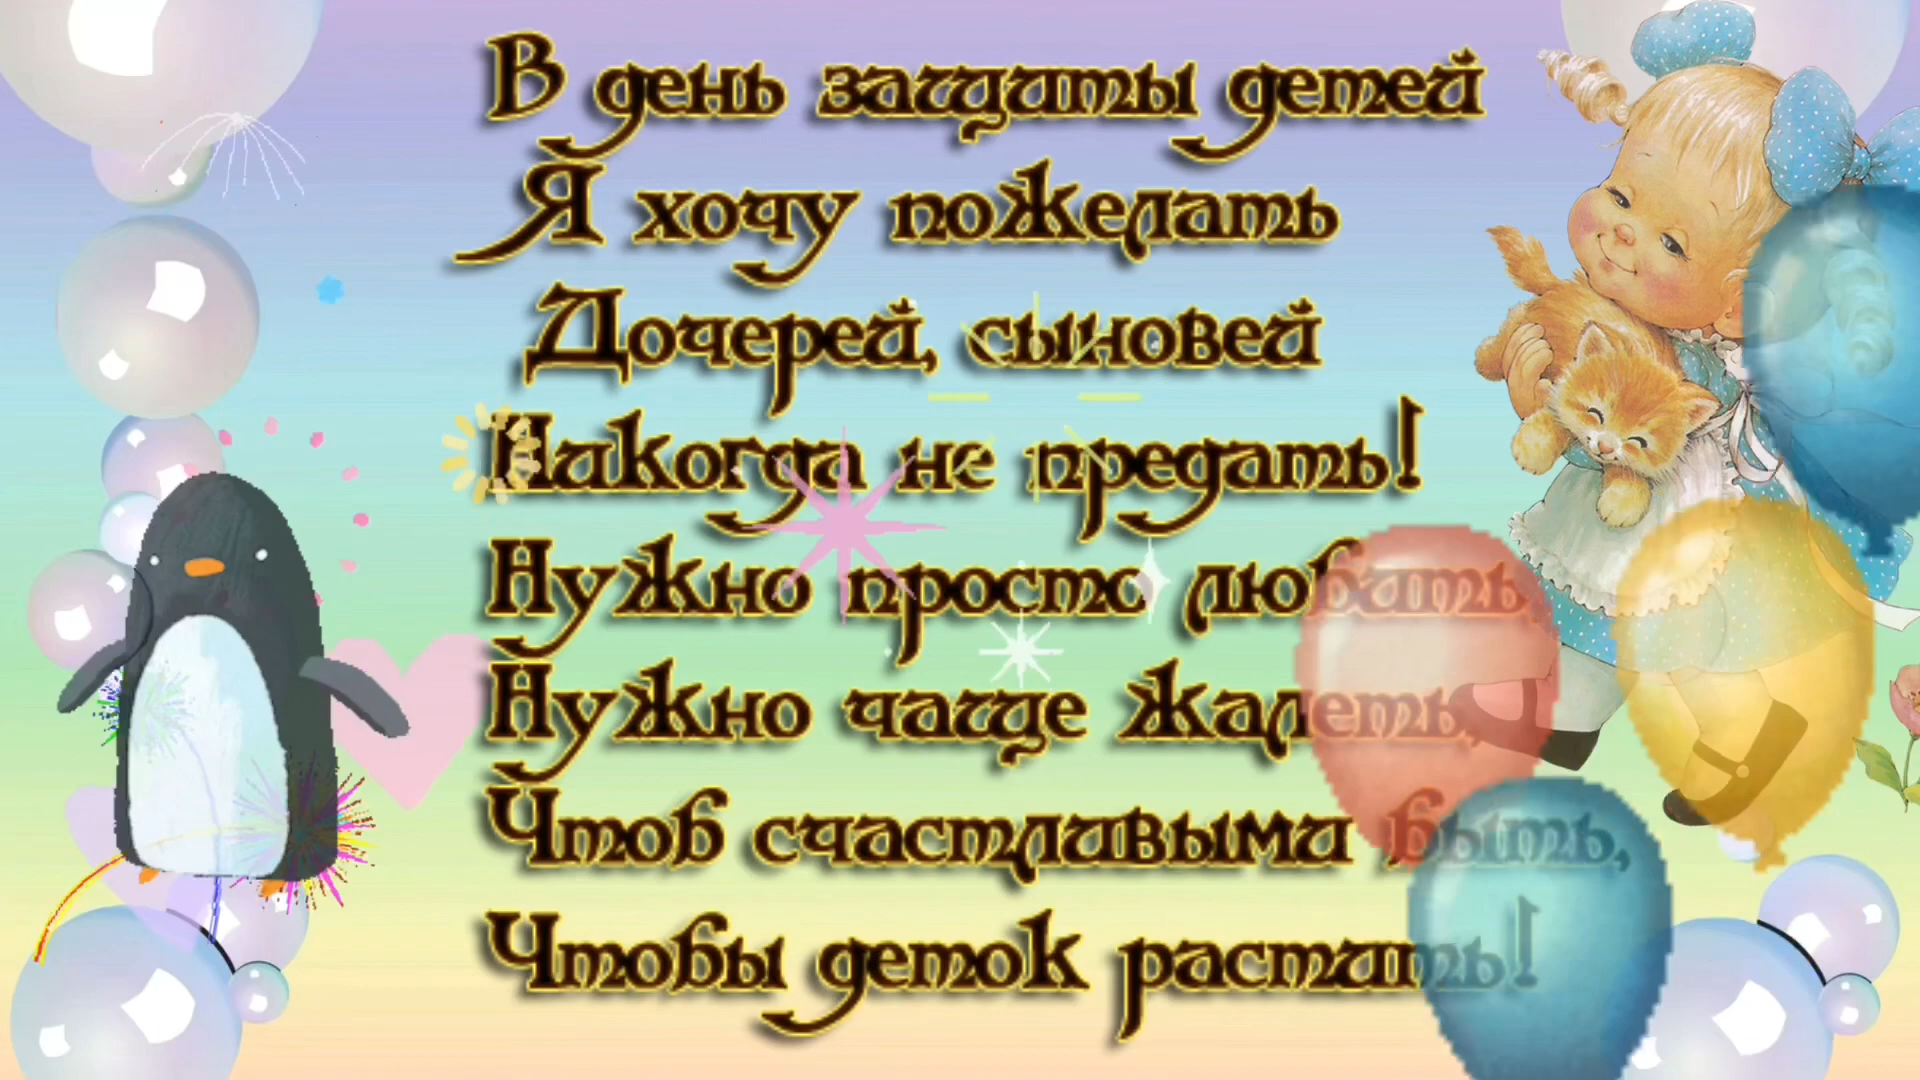 В день защиты детей
Я хочу пожелать
Дочерей, сыновей
Никогда не предать!
Нужно просто любить,
Нужно чаще жалеть,
Чтоб счастливыми быть,
Чтобы деток растить!